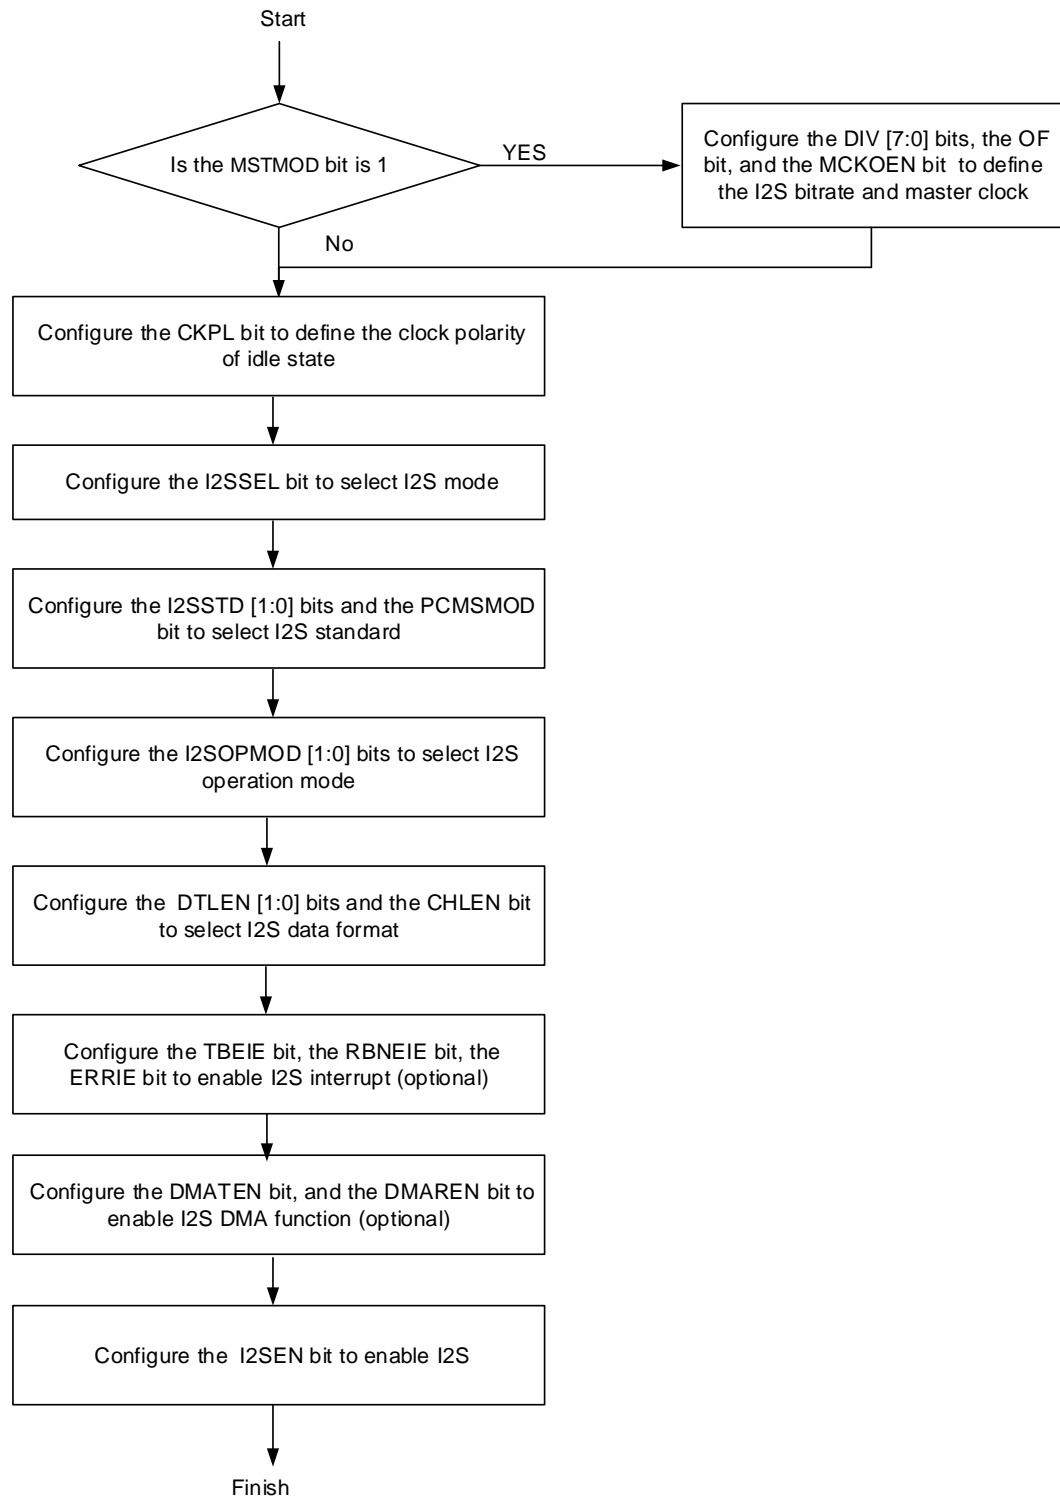 Start
Is the MSTMOD bit is 1
YES
Configure the DIV [7:0] bits, the OF
bit, and the MCKOEN bit  to define
the I2S bitrate and master clock
No
Configure the CKPL bit to define the clock polarity
of idle state
Configure the I2SSEL bit to select I2S mode
Configure the I2SSTD [1:0] bits and the PCMSMOD
bit to select I2S standard
Configure the I2SOPMOD [1:0] bits to select I2S
operation mode
Configure the  DTLEN [1:0] bits and the CHLEN bit
to select I2S data format
Configure the TBEIE bit, the RBNEIE bit, the
ERRIE bit to enable I2S interrupt (optional)
Configure the DMATEN bit, and the DMAREN bit to
enable I2S DMA function (optional)
Configure the  I2SEN bit to enable I2S
Finish